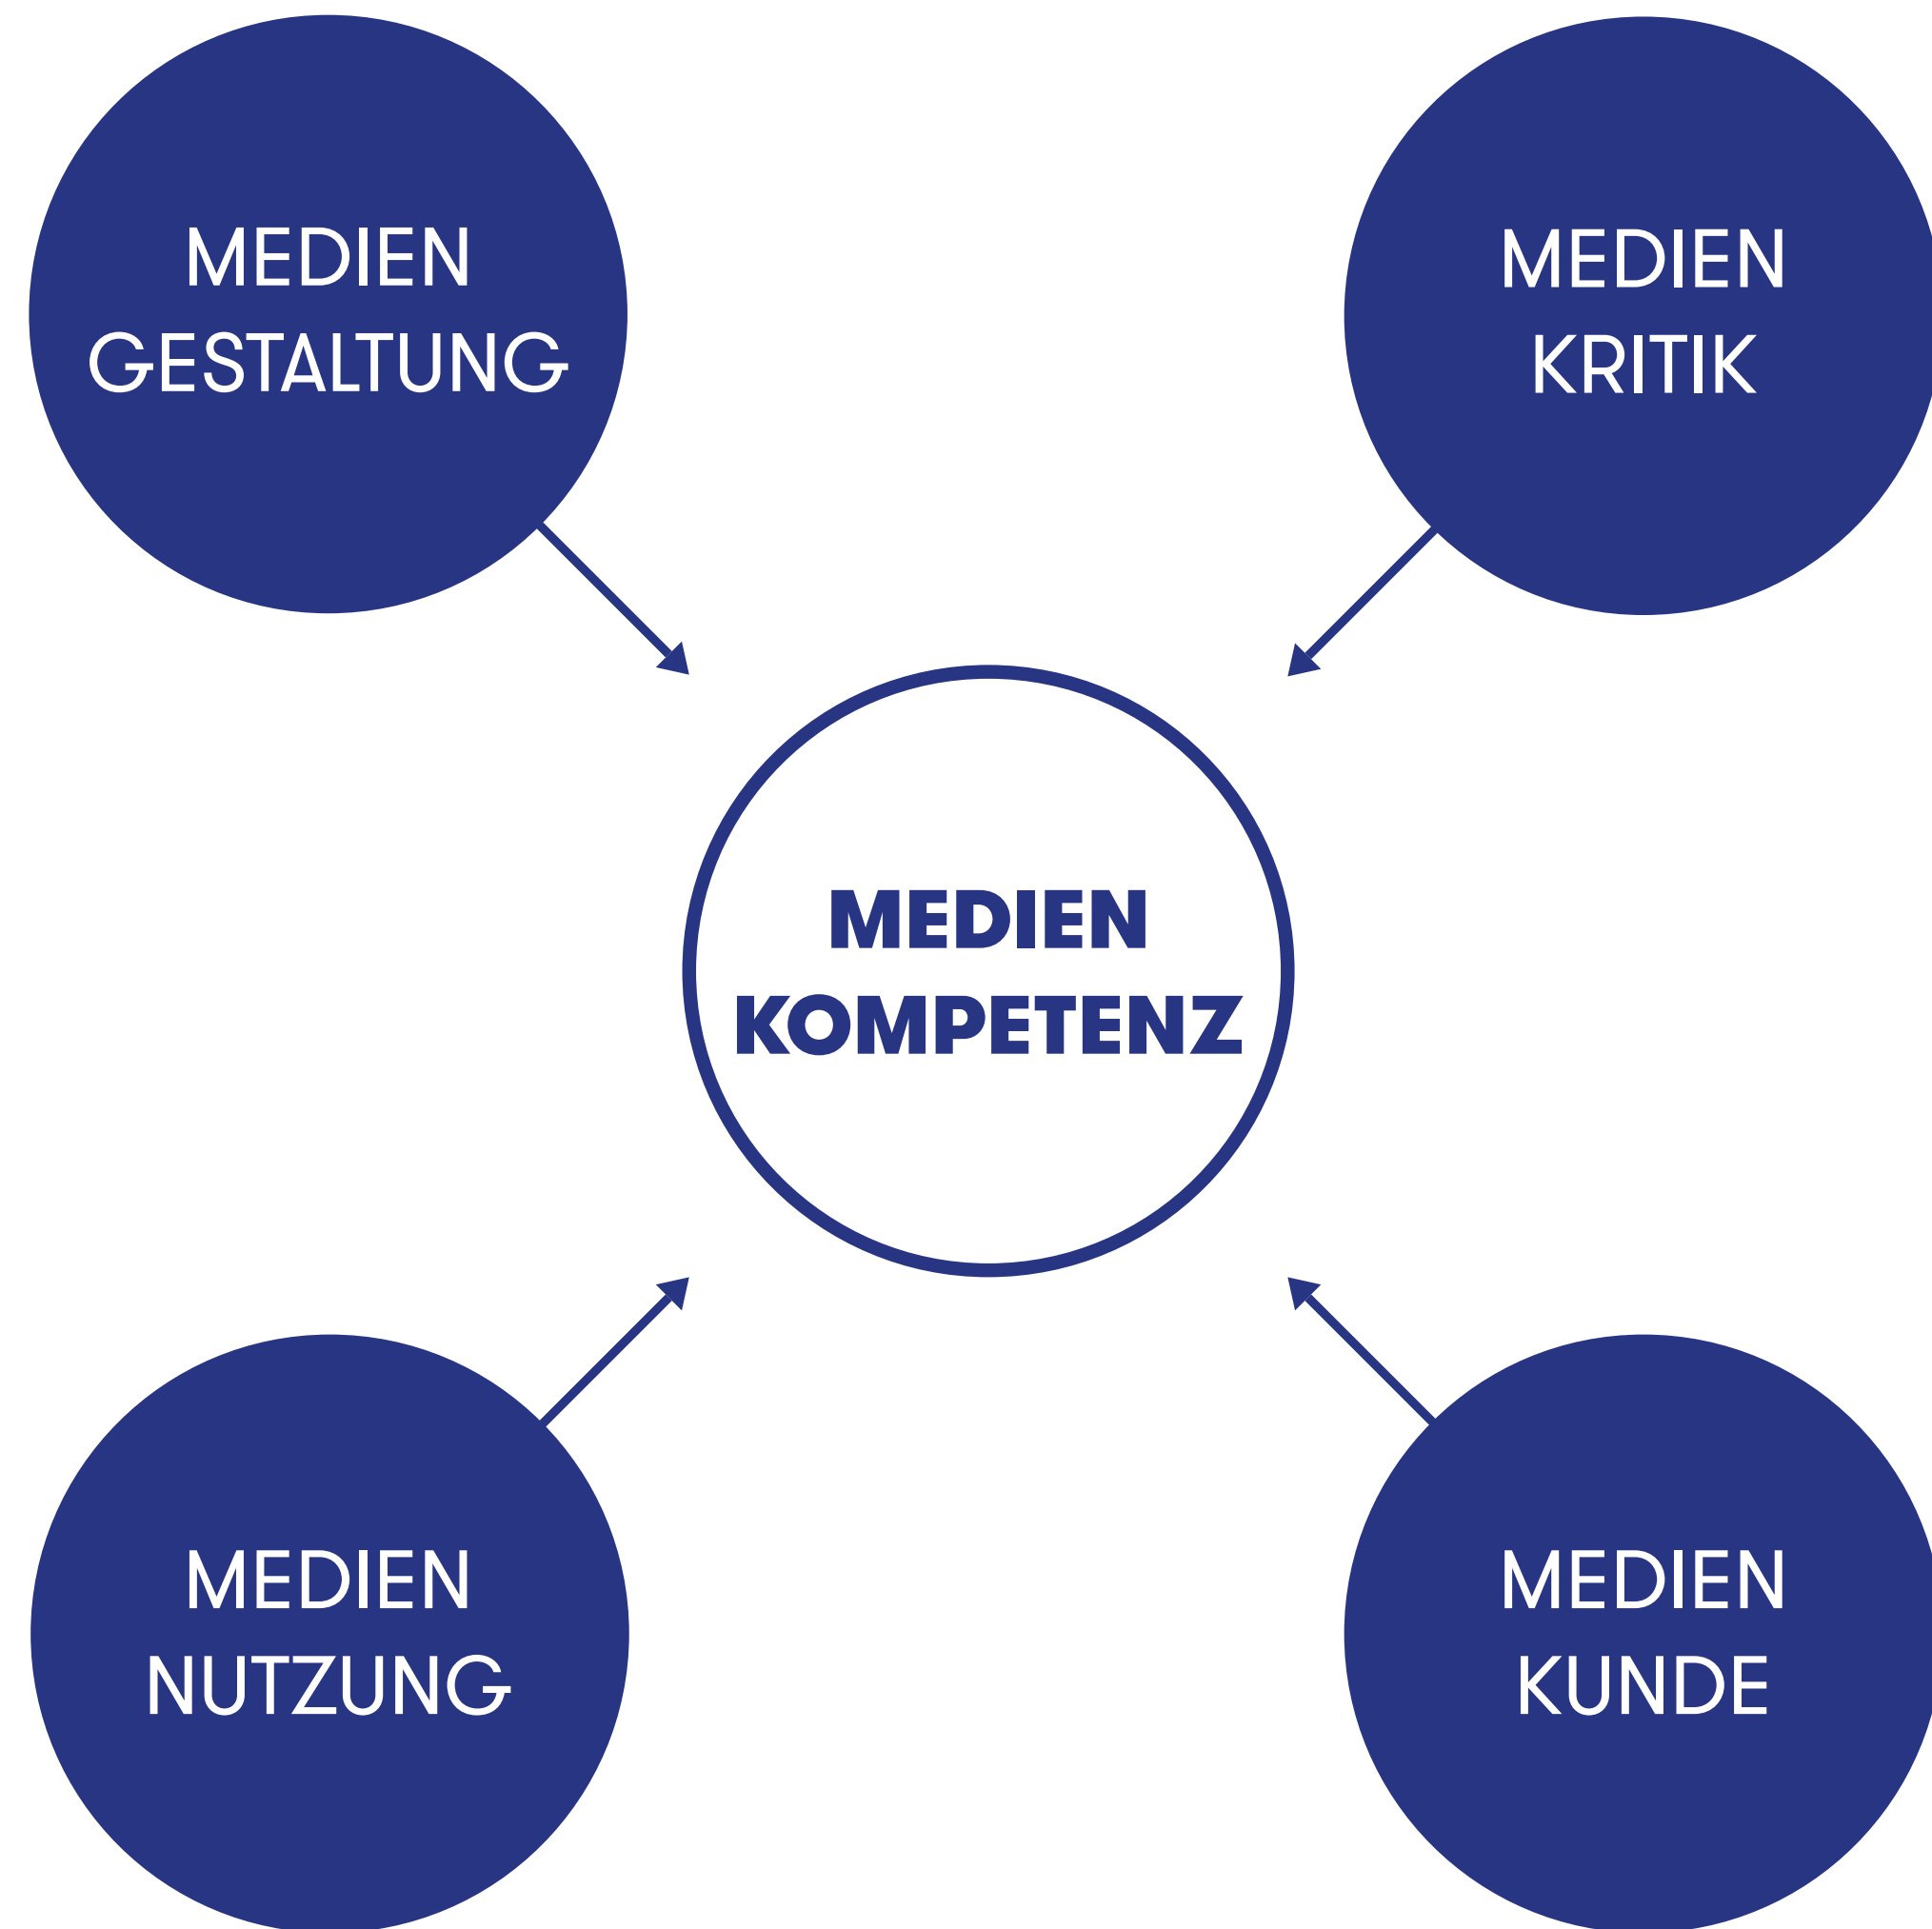 MEDIEN
GESTALTUNG
MEDIEN
KRITIK
MEDIEN
KOMPETENZ
MEDIEN
NUTZUNG
MEDIEN
KUNDE